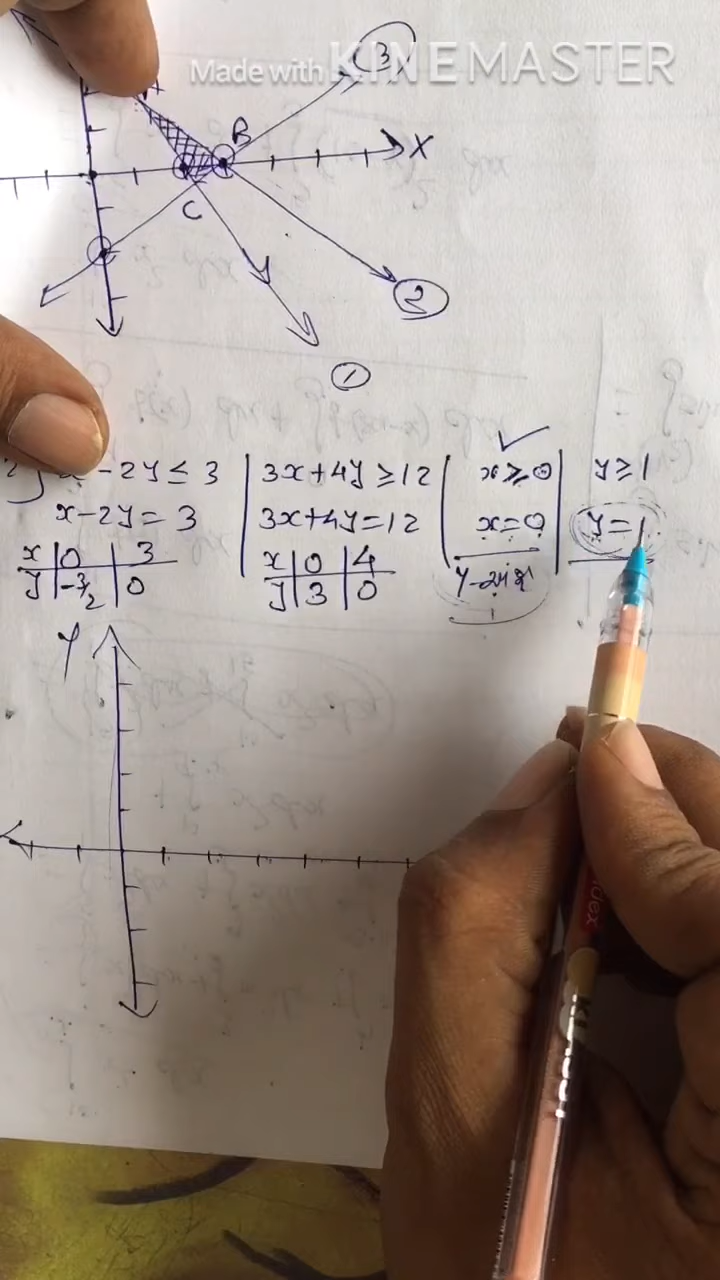 Made with KINEMASTER
3
B
X
C
2
1
x - 2y ≤ 3 | 3x+4y ≥ 12 | x ≥ 0 | y ≥ 1
x - 2y = 3 | 3x+4y = 12 | x = 0 | y = 1
x | 0 | 3 x | 0 | 4 y-axis
y | -3/2 | 0 y | 3 | 0
Y